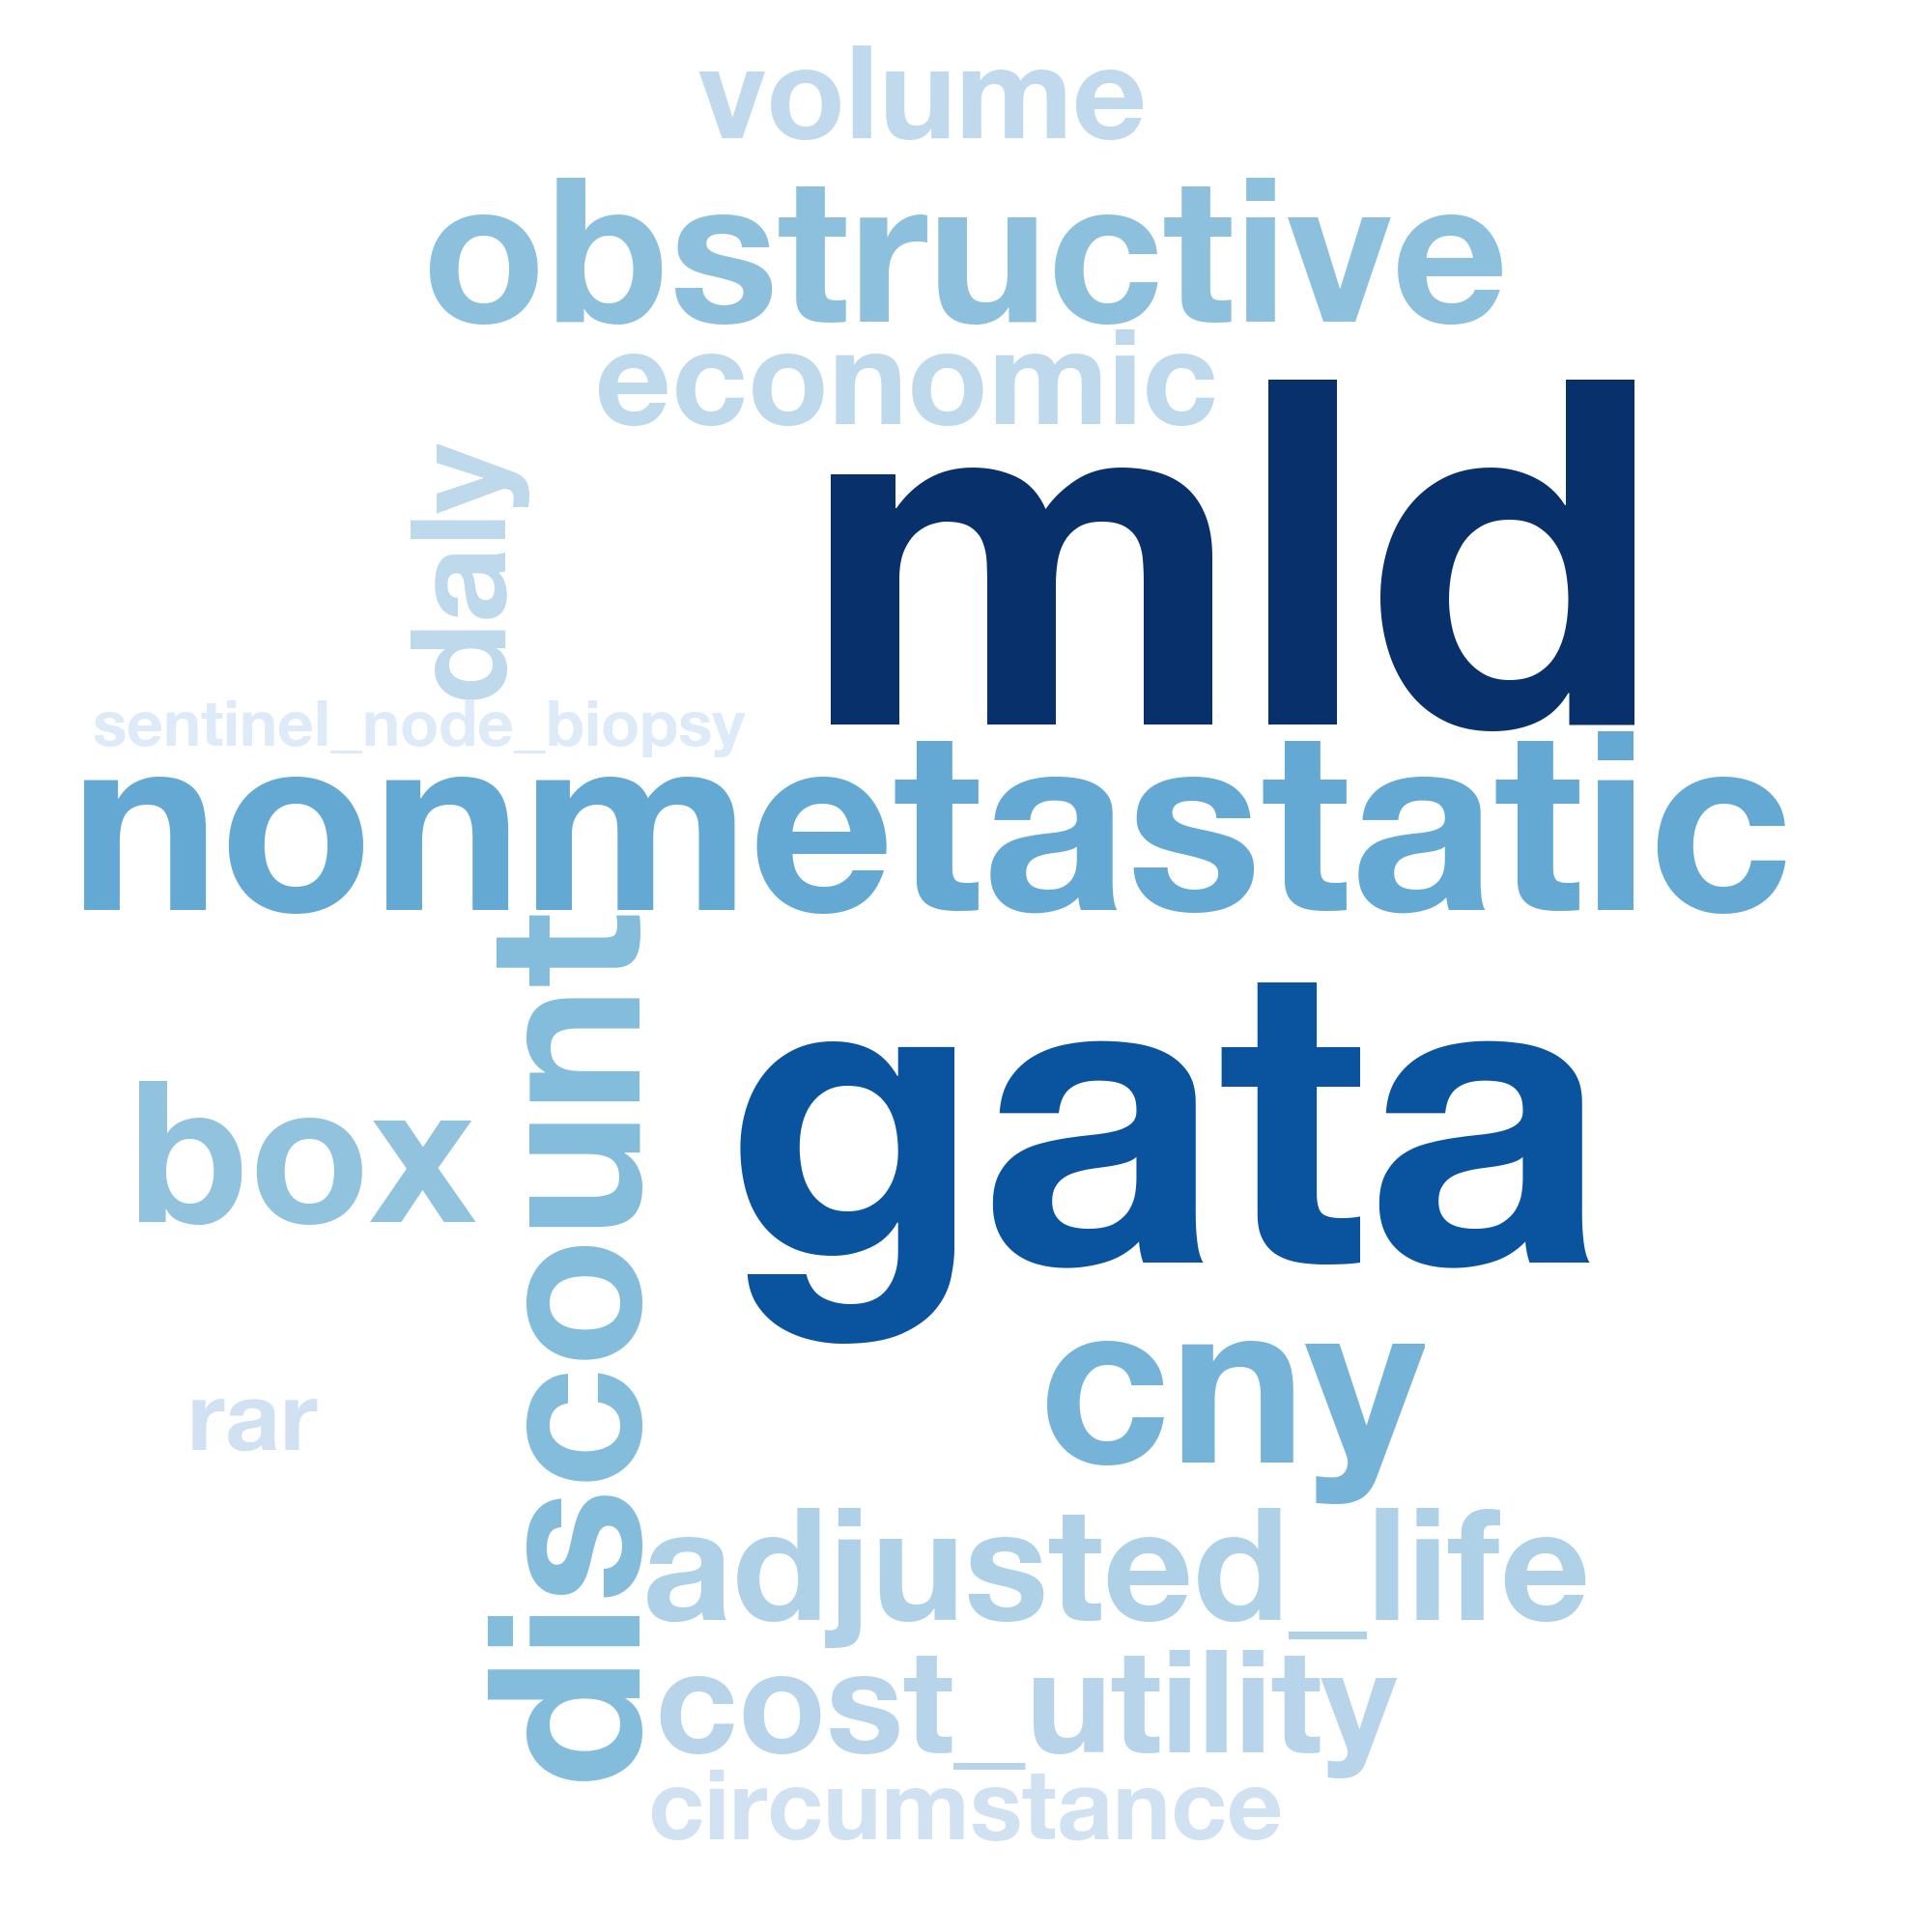 volume
obstructive
economic
mld
daly
sentinel_node_biopsy
nonmetastatic
discount
gata
box
cny
rar
adjusted_life
cost_utility
circumstance